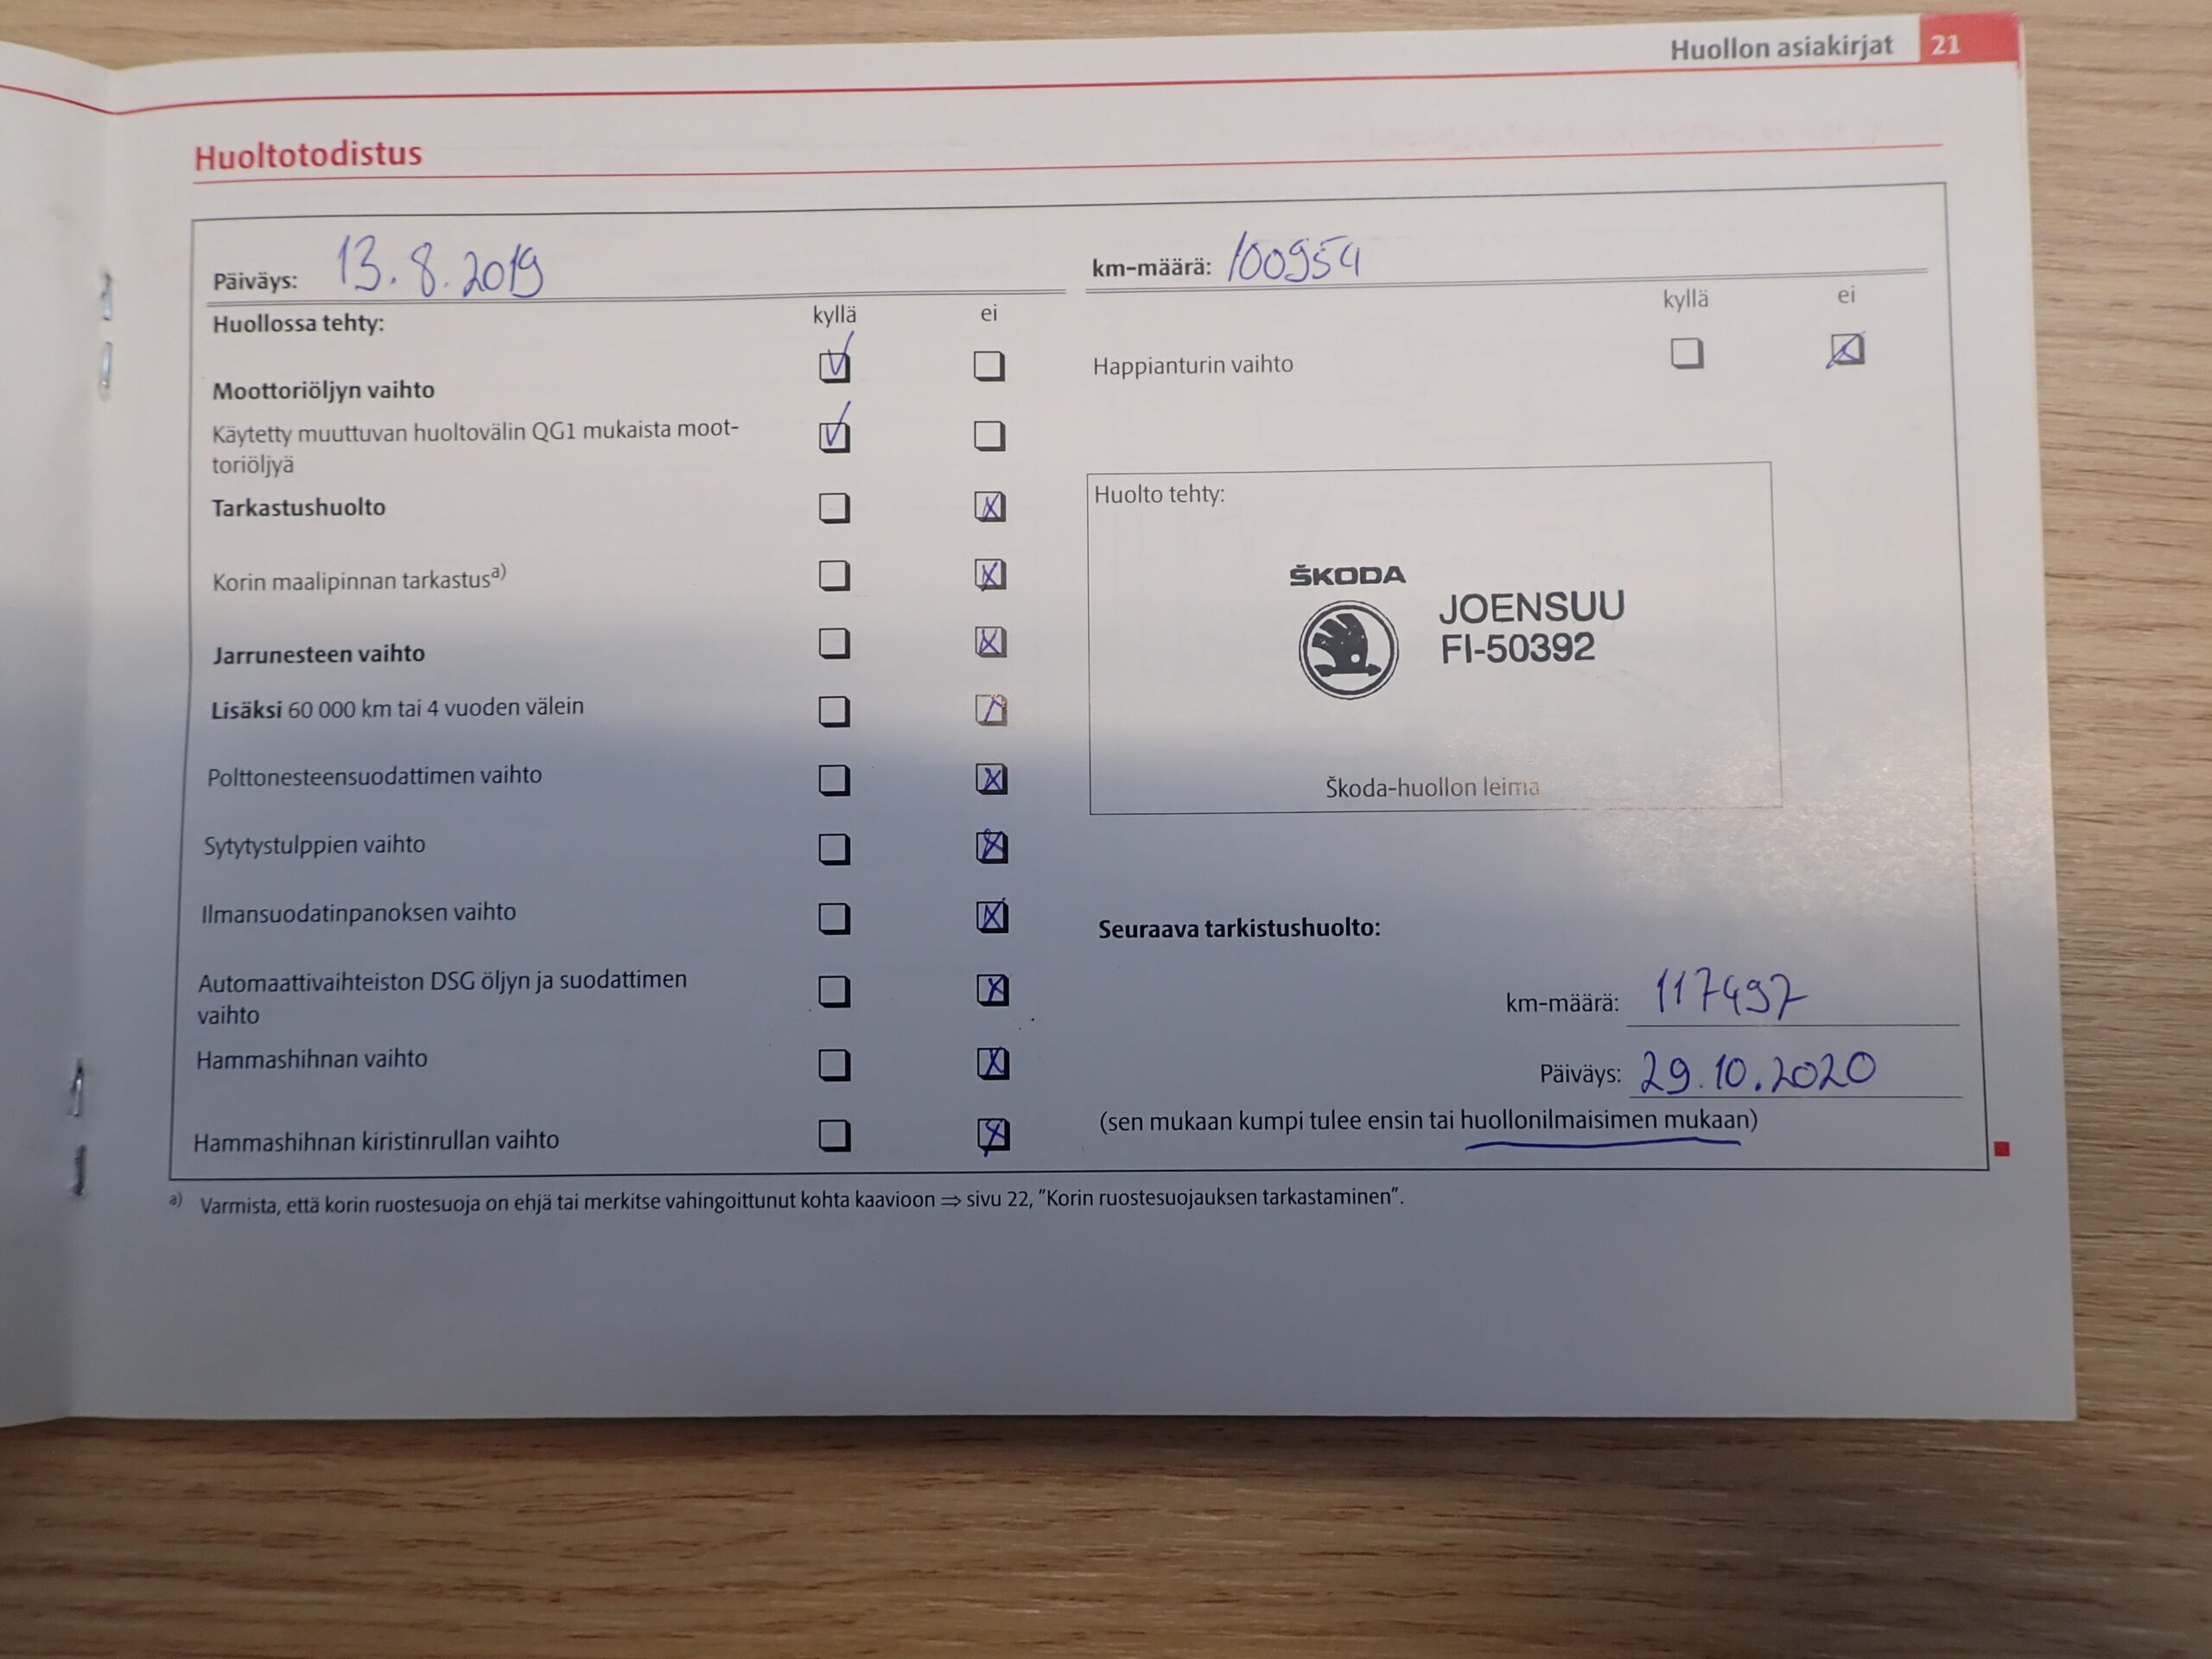 Huollon asiakirjat 21
Huoltotodistus
Päiväys: 13.8.2019
Huollossa tehty: kyllä ei
Moottoriöljyn vaihto
Käytetty muuttuvan huoltovälin QG1 mukaista moot-
toriöljyä
Tarkastushuolto
Korin maalipinnan tarkastus a)
Jarrunesteen vaihto
Lisäksi 60 000 km tai 4 vuoden välein
Polttonesteensuodattimen vaihto
Sytytystulppien vaihto
Ilmansuodatinpanoksen vaihto
Automaattivaihteiston DSG öljyn ja suodattimen
vaihto
Hammashihnan vaihto
Hammashihnan kiristinrullan vaihto
km-määrä: 100954
kyllä ei
Happianturin vaihto
Huolto tehty:
ŠKODA
JOENSUU
FI-50392
Škoda-huollon leima
Seuraava tarkistushuolto:
km-määrä: 117497
Päiväys: 29.10.2020
(sen mukaan kumpi tulee ensin tai huollonilmaisimen mukaan)
a) Varmista, että korin ruostesuoja on ehjä tai merkitse vahingoittunut kohta kaavioon ⇒ sivu 22, "Korin ruostesuojauksen tarkastaminen".